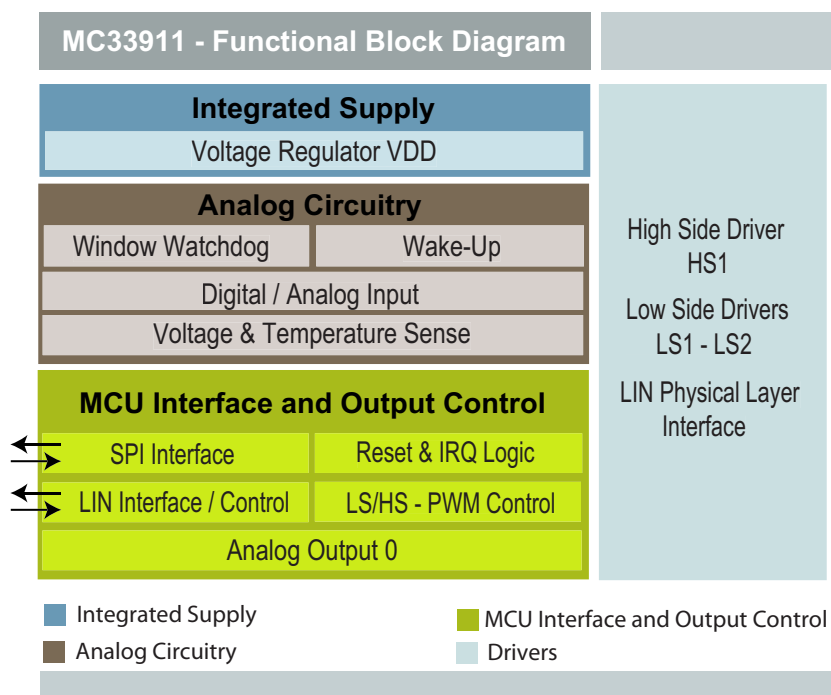 MC33911 - Functional Block Diagram
Integrated Supply
Voltage Regulator VDD
Analog Circuitry
Window Watchdog
Wake-Up
Digital / Analog Input
Voltage & Temperature Sense
MCU Interface and Output Control
SPI Interface
Reset & IRQ Logic
LIN Interface / Control
LS/HS - PWM Control
Analog Output 0
High Side Driver
HS1
Low Side Drivers
LS1 - LS2
LIN Physical Layer
Interface
Integrated Supply
MCU Interface and Output Control
Analog Circuitry
Drivers